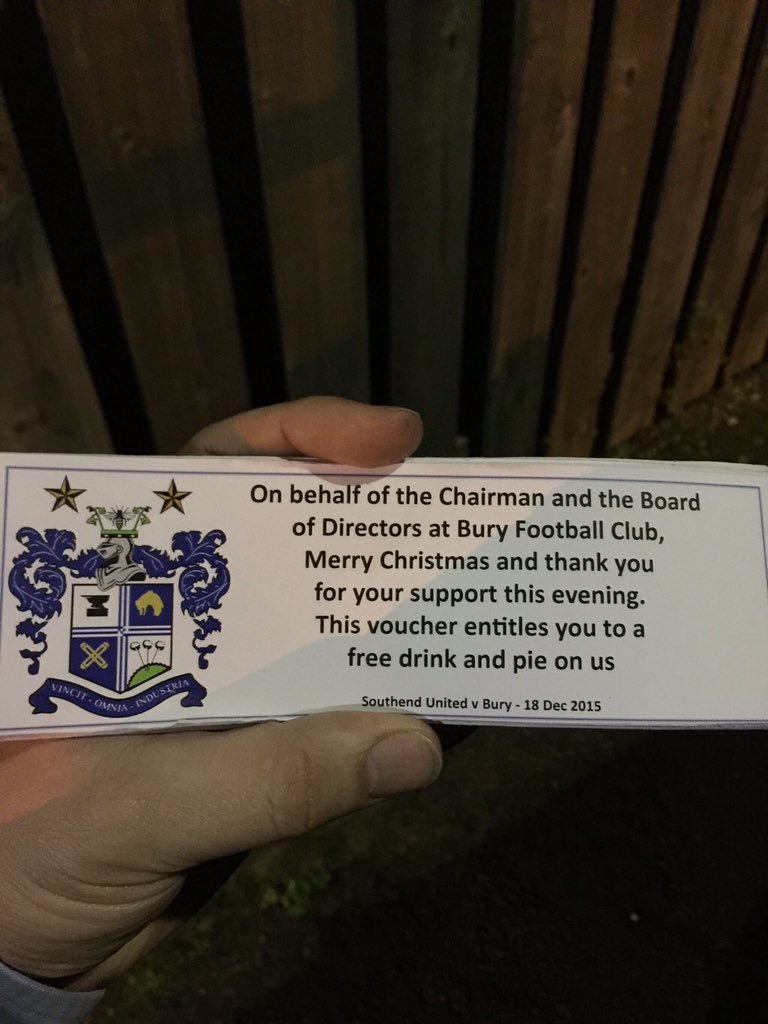 On behalf of the Chairman and the Board
of Directors at Bury Football Club,
Merry Christmas and thank you
for your support this evening.
This voucher entitles you to a
free drink and pie on us
Southend United v Bury - 18 Dec 2015
VINCIT - OMNIA - INDUSTRIA